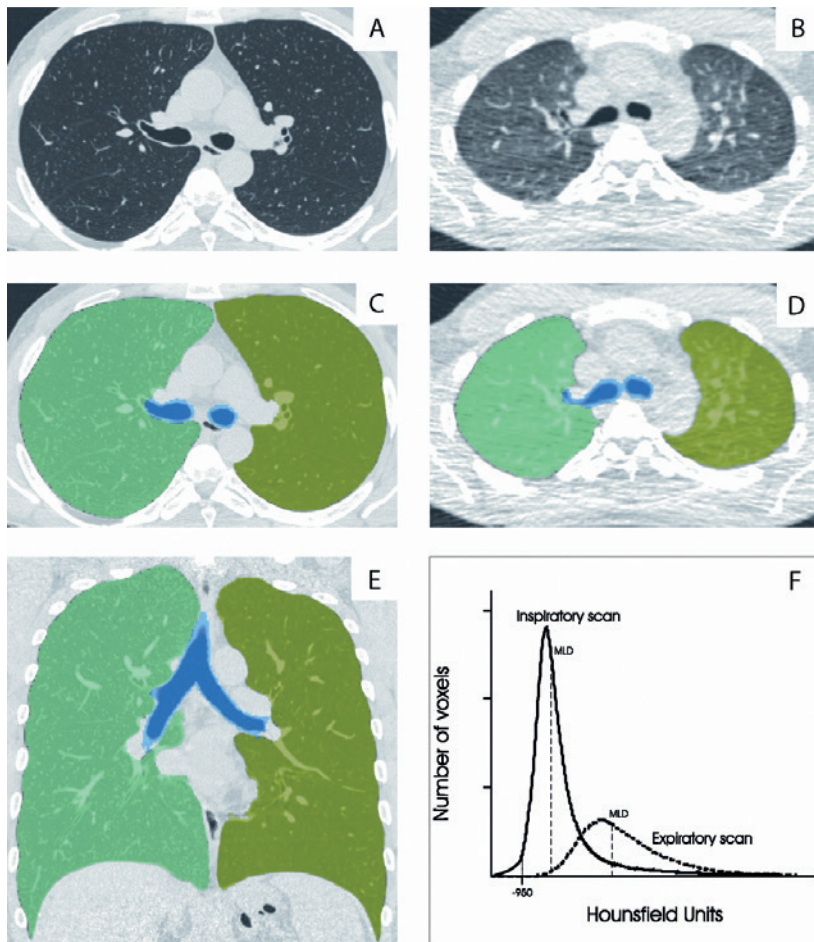 A
B
C
D
E
F
Inspiratory scan
MLD
Number of voxels
MLD
Expiratory scan
-950
Hounsfield Units